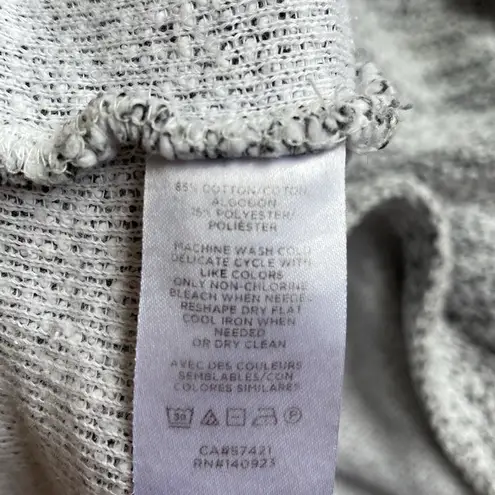 85% COTTON/COTON/
ALGODON
15% POLYESTER/
POLIÉSTER
MACHINE WASH COLD
DELICATE CYCLE WITH
LIKE COLORS
ONLY NON-CHLORINE
BLEACH WHEN NEEDED
RESHAPE DRY FLAT
COOL IRON WHEN
NEEDED
OR DRY CLEAN
AVEC DES COULEURS
SEMBLABLES/CON
COLORES SIMILARES
30 P
CA#57421
RN#140923